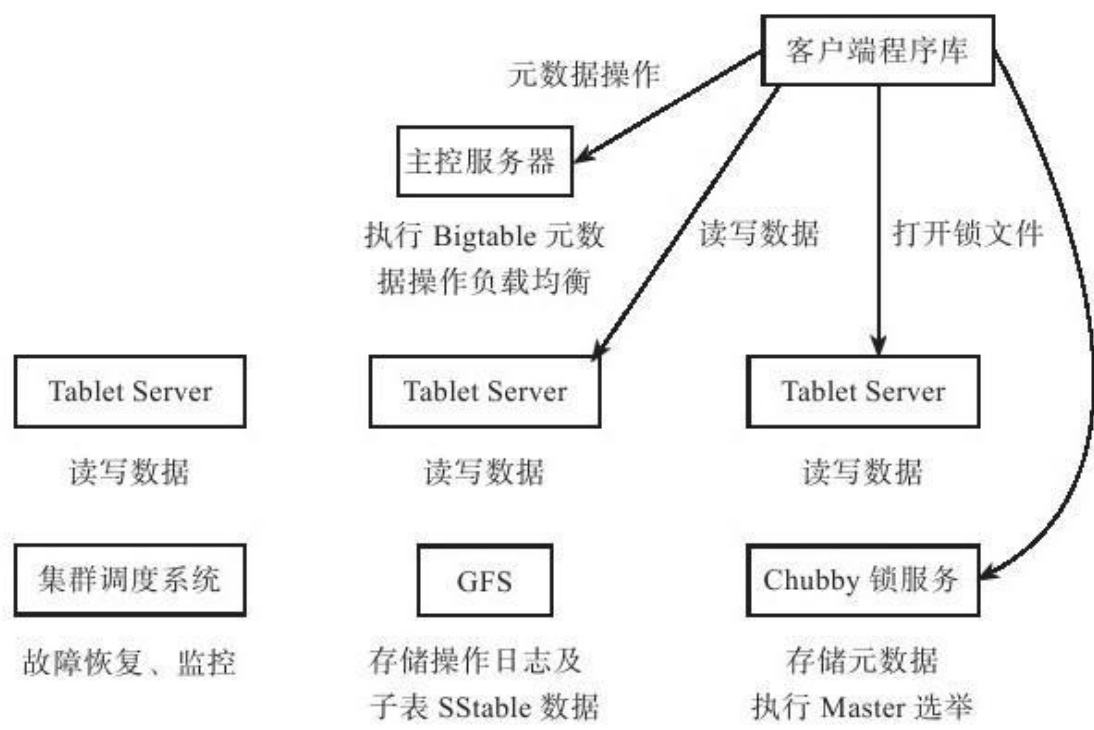 客户端程序库
元数据操作
主控服务器
执行 Bigtable 元数
据操作负载均衡
读写数据
打开锁文件
Tablet Server
Tablet Server
Tablet Server
读写数据
读写数据
读写数据
集群调度系统
GFS
Chubby 锁服务
故障恢复、监控
存储操作日志及
子表 SStable 数据
存储元数据
执行 Master 选举